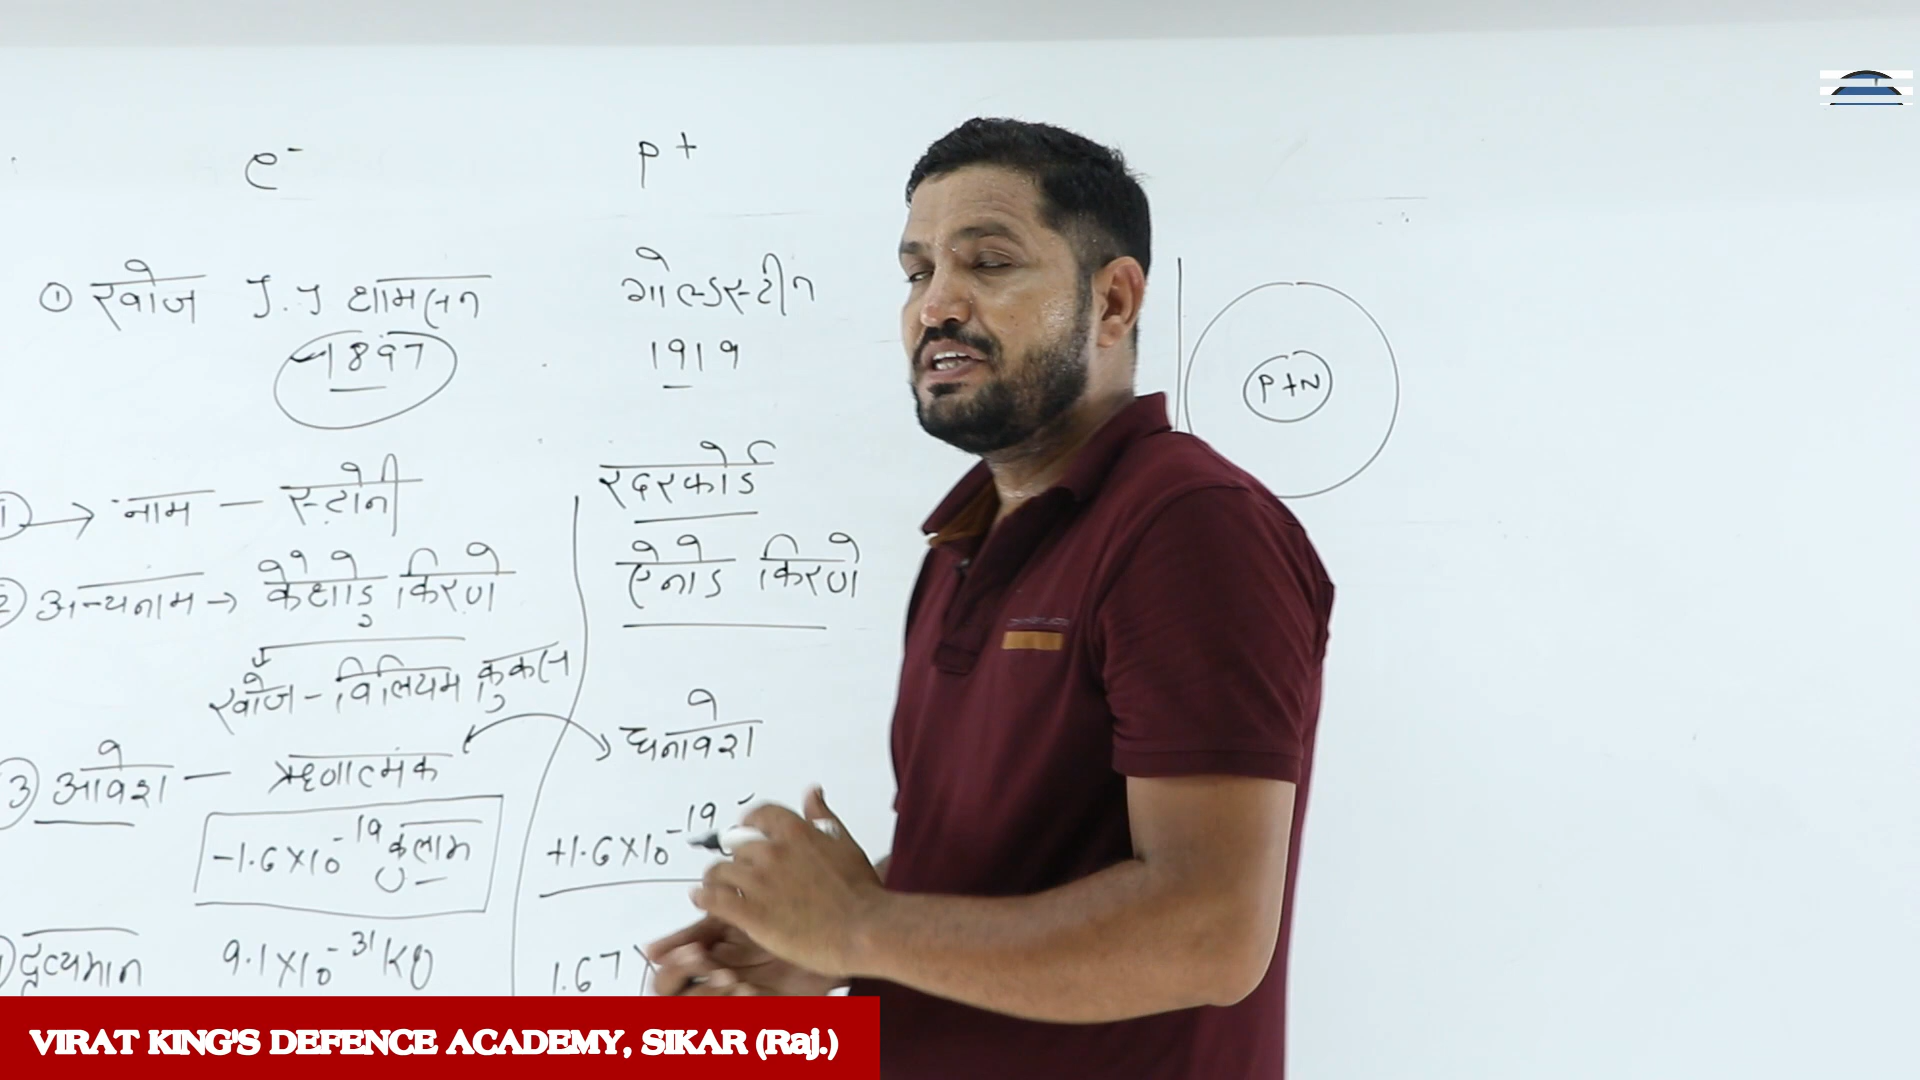 e⁻ p⁺
① खोज J.J थामसन गोल्डस्टीन
1897 1919
① → नाम – स्टोनी रदरफोर्ड
② अन्यनाम → केथोड किरणे ऐनोड किरणे
खोज – विलियम क्रुक्स
③ आवेश – ऋणात्मक धनावेश
-1.6×10⁻¹⁹ कुलाम +1.6×10⁻¹⁹
द्रव्यमान 9.1×10⁻³¹ KG 1.67×
P+N
VIRAT KING'S DEFENCE ACADEMY, SIKAR (Raj.)